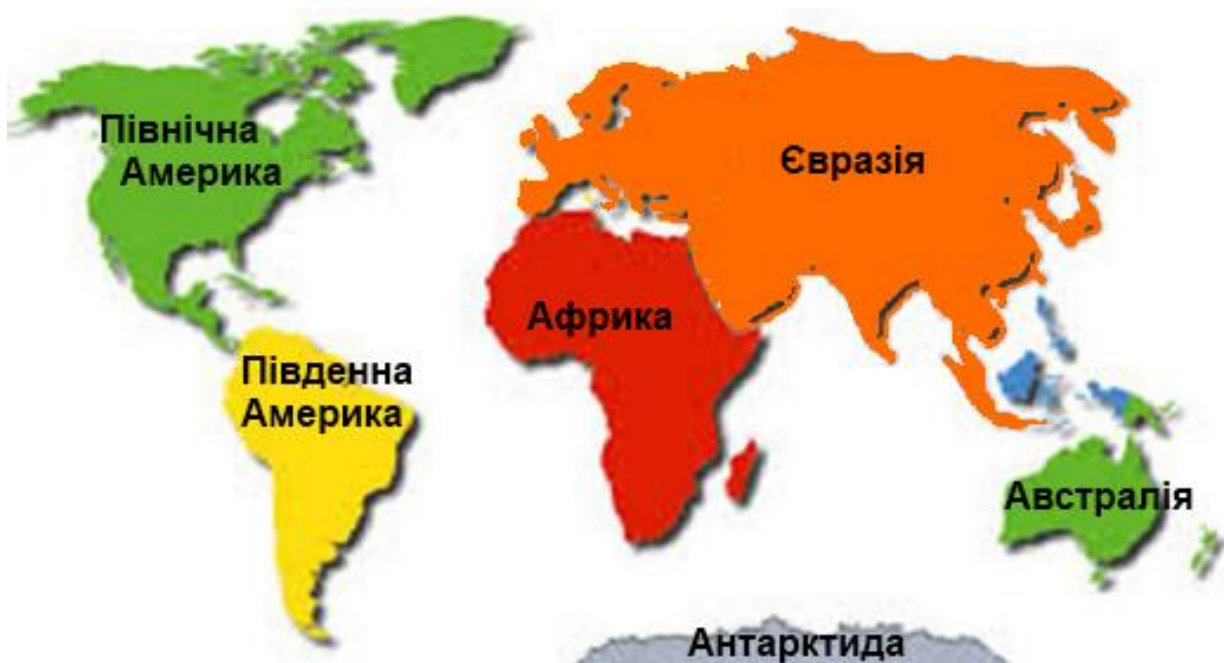 Північна
Америка
Євразія
Африка
Південна
Америка
Австралія
Антарктида